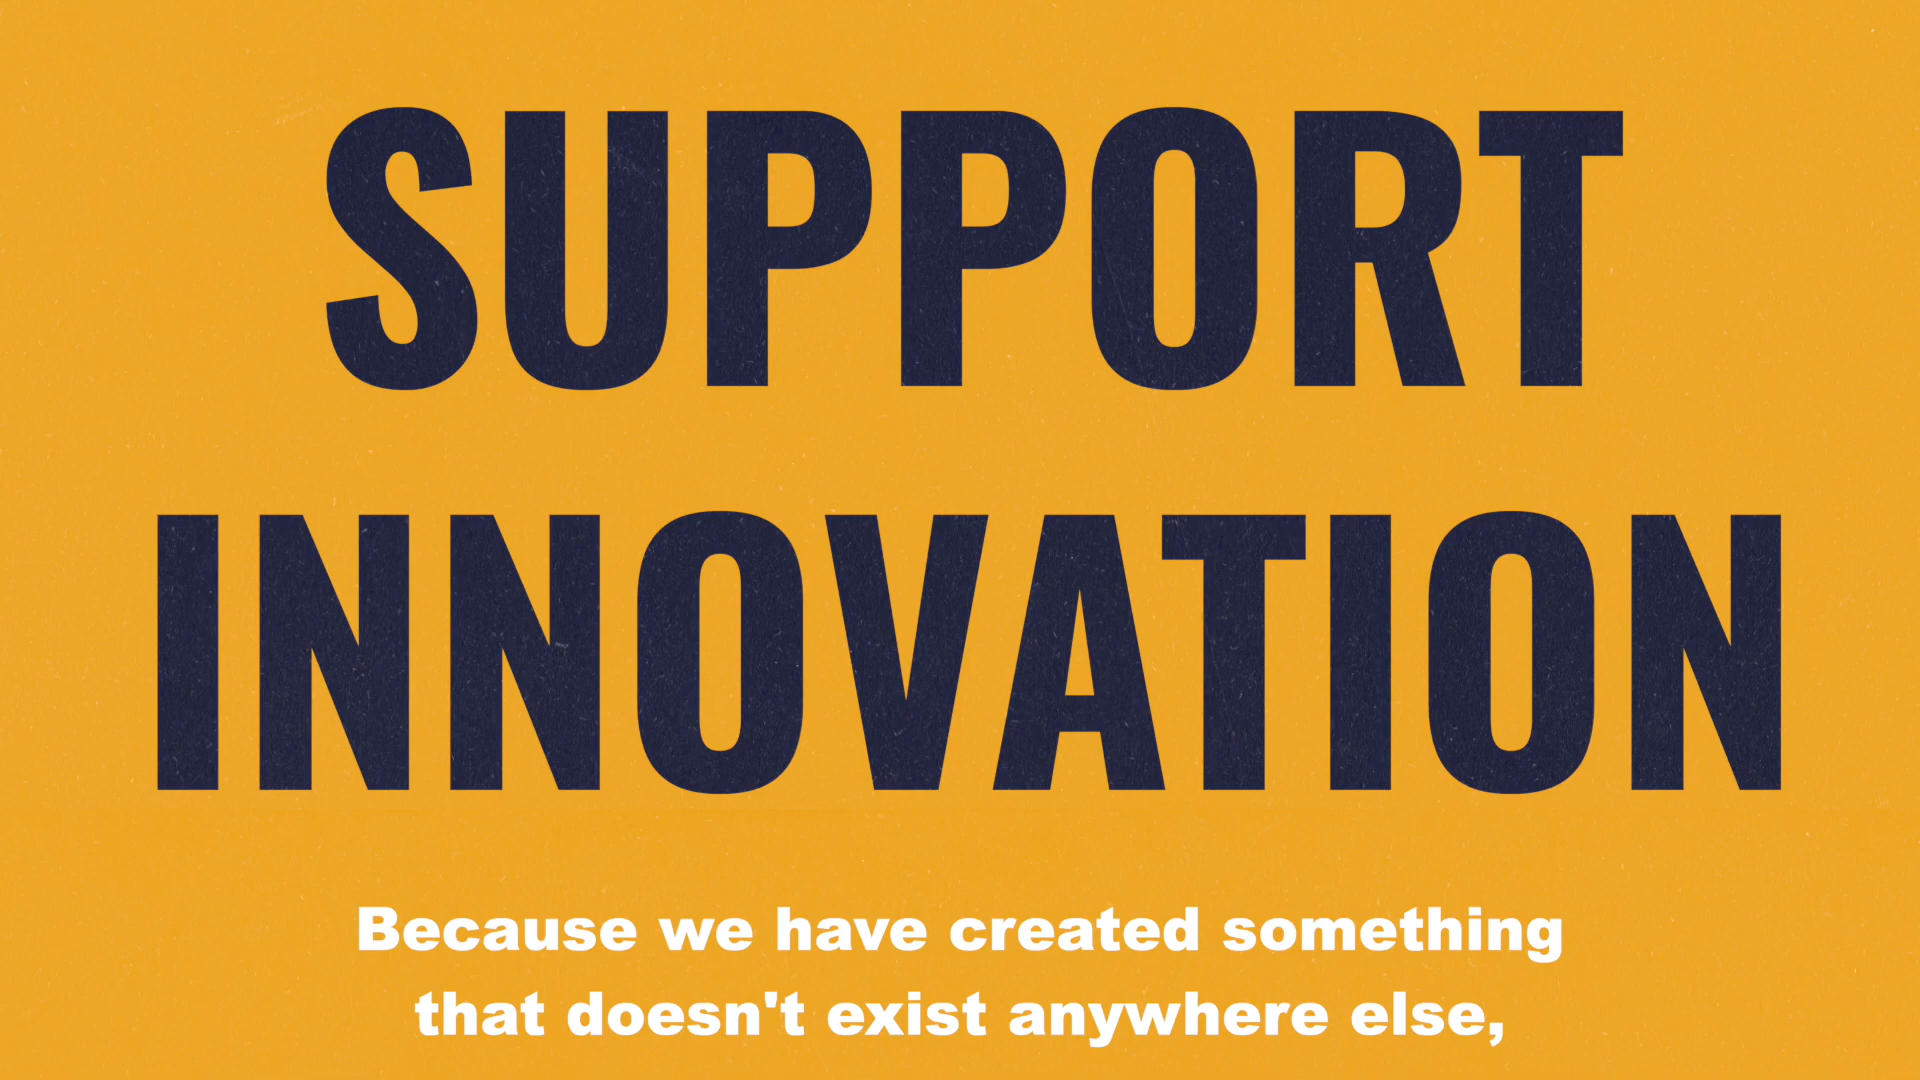 SUPPORT
INNOVATION
Because we have created something
that doesn't exist anywhere else,